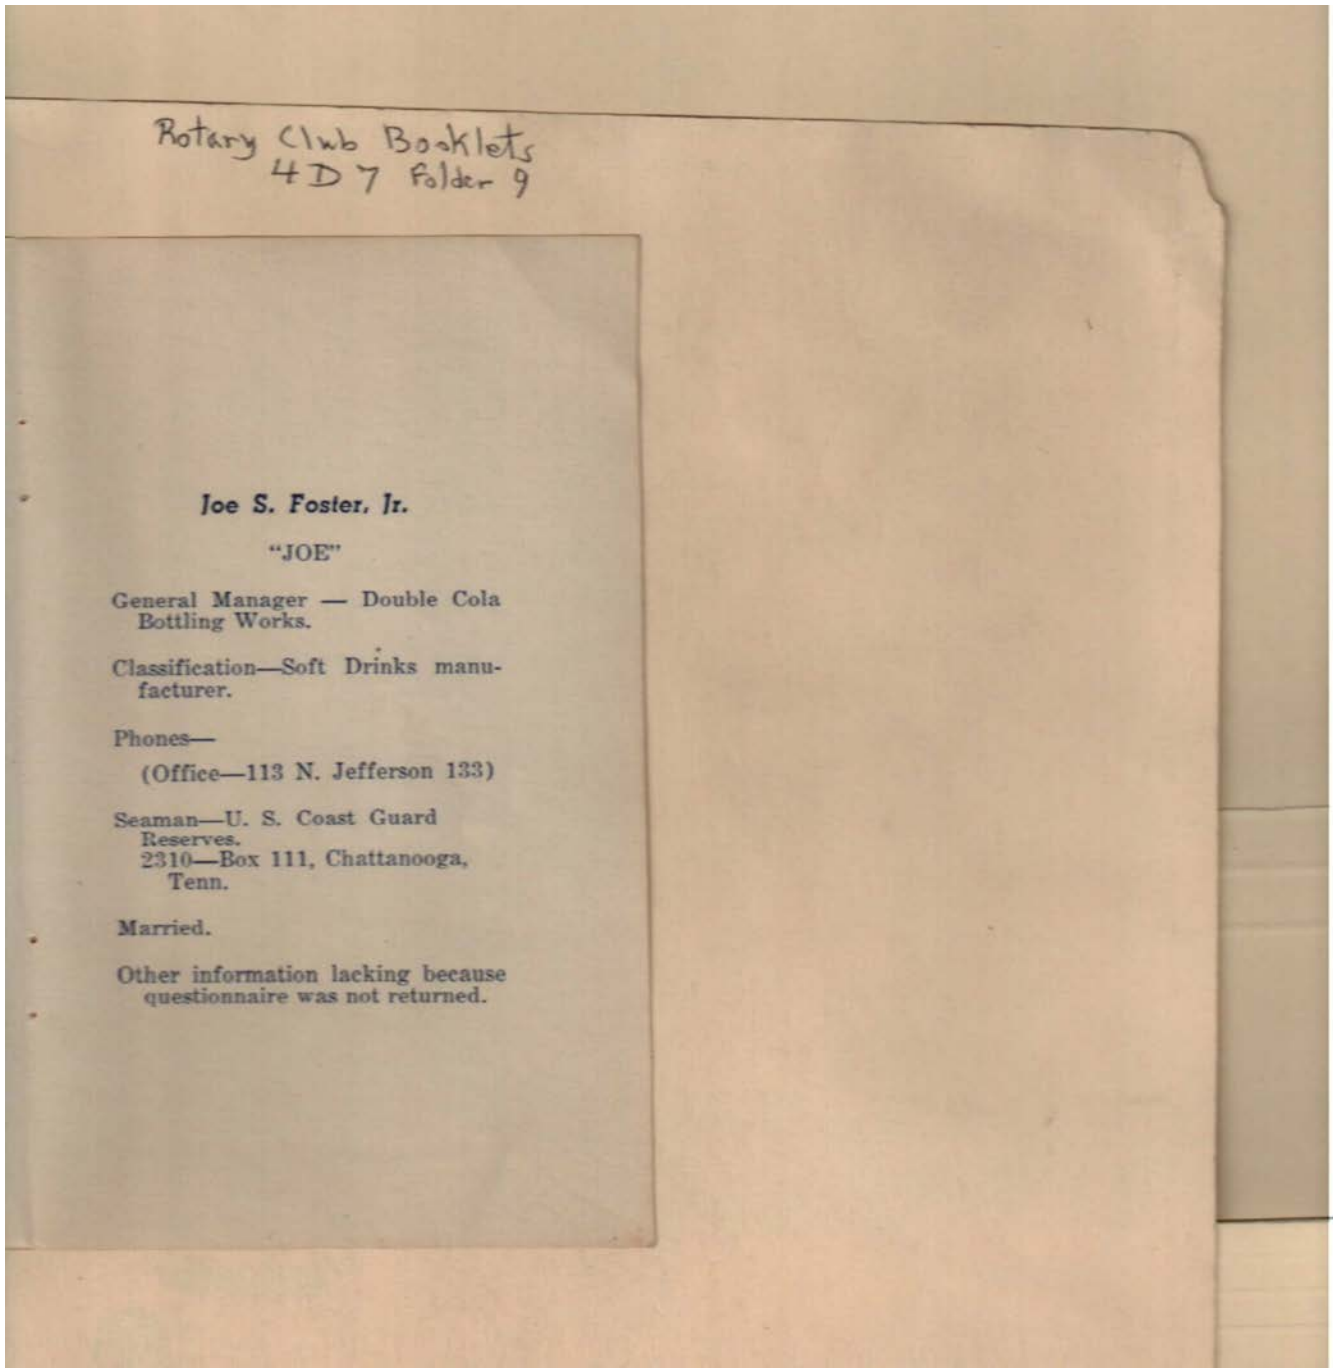 Rotary Club Booklets
4D7 Folder 9
Joe S. Foster, Jr.
“JOE”
General Manager — Double Cola
Bottling Works.
Classification—Soft Drinks manu-
facturer.
Phones—
(Office—113 N. Jefferson 133)
Seaman—U. S. Coast Guard
Reserves.
2310—Box 111, Chattanooga,
Tenn.
Married.
Other information lacking because
questionnaire was not returned.